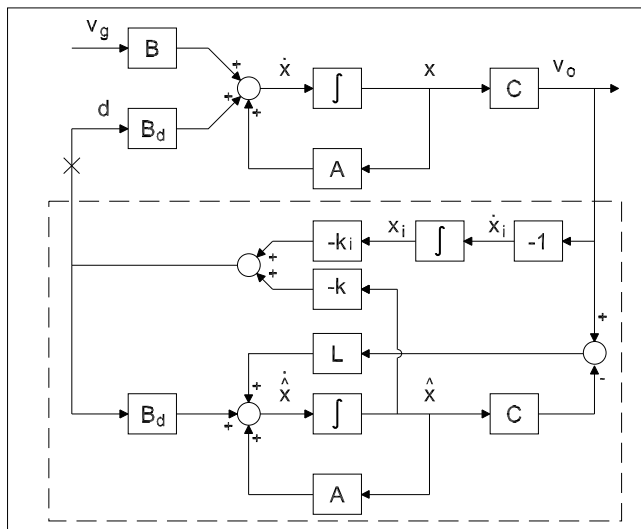 v_g B ẋ ∫ x C v_o
+ + +
d B_d
A
-k_i x_i ∫ ẋ_i -1
+ +
-k
+
L
-
+ + +
B_d x̂̇ ∫ x̂ C
A